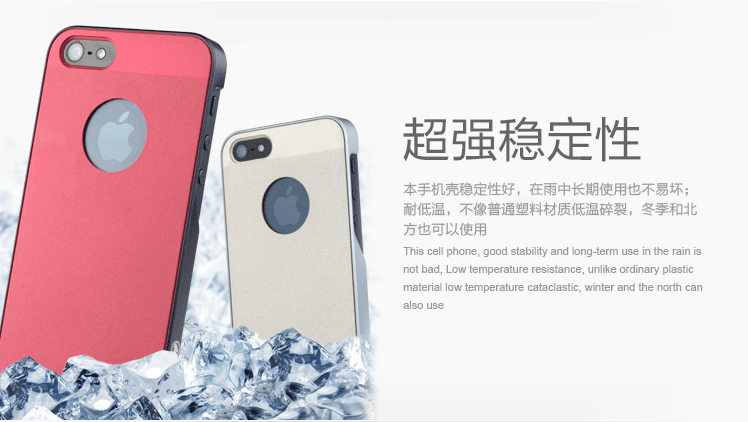 超强稳定性
本手机壳稳定性好，在雨中长期使用也不易坏；
耐低温，不像普通塑料材质低温碎裂，冬季和北
方也可以使用
This cell phone, good stability and long-term use in the rain is
not bad, Low temperature resistance, unlike ordinary plastic
material low temperature cataclastic, winter and the north can
also use